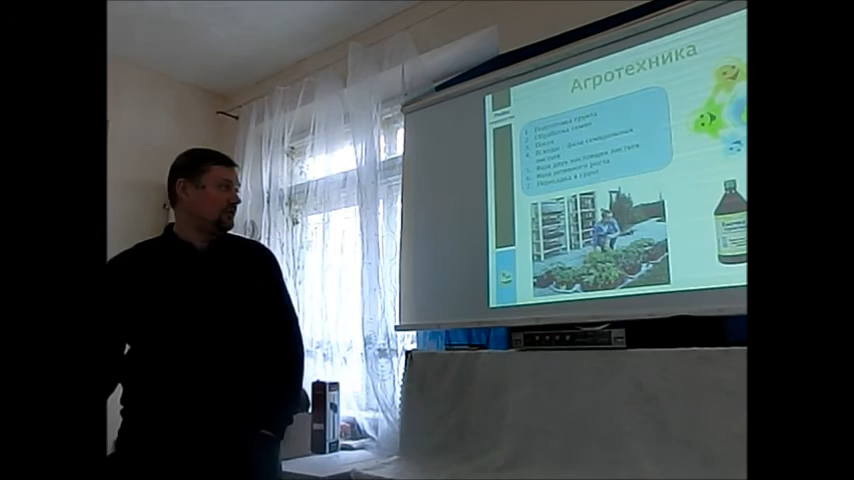 Агротехника
1. Подготовка грунта
2. Обработка семян
3. Посев
4. Всходы – фаза семядольных
листьев
5. Фаза двух настоящих листьев
6. Фаза активного роста
7. Пересадка в грунт